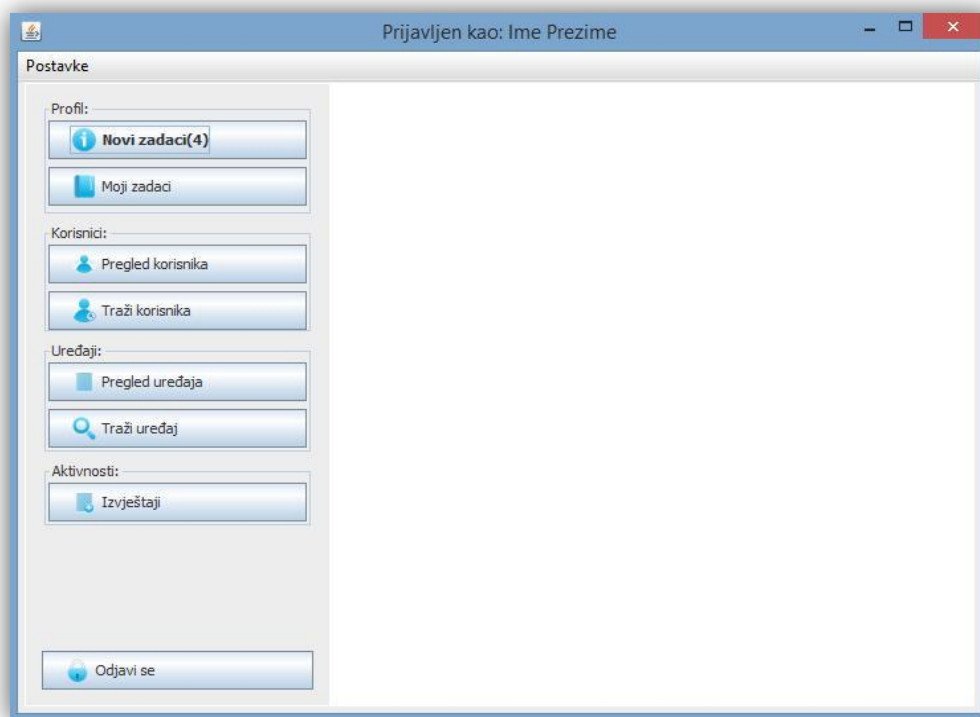 Prijavljen kao: Ime Prezime
Postavke
Profil:
Novi zadaci(4)
Moji zadaci
Korisnici:
Pregled korisnika
Traži korisnika
Uređaji:
Pregled uređaja
Traži uređaj
Aktivnosti:
Izvještaji
Odjavi se